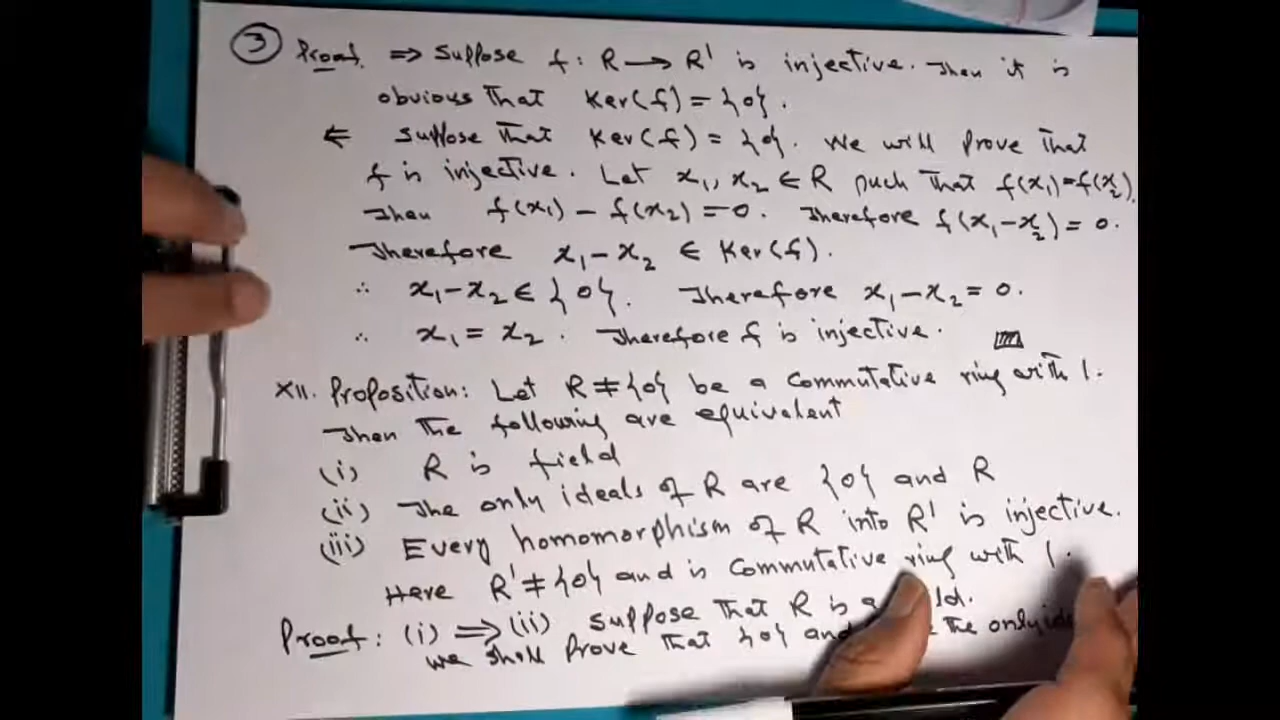 3 Proof. ⇒ Suppose f : R → R' is injective. Then it is
obvious that Ker(f) = {0}.
⇐ Suppose that Ker(f) = {0}. We will prove that
f is injective. Let x₁, x₂ ∈ R such that f(x₁) = f(x₂).
Then f(x₁) − f(x₂) = 0. Therefore f(x₁ − x₂) = 0.
Therefore x₁ − x₂ ∈ Ker(f).
∴ x₁ − x₂ ∈ {0}. Therefore x₁ − x₂ = 0.
∴ x₁ = x₂. Therefore f is injective.
XII. Proposition: Let R ≠ {0} be a commutative ring with 1.
Then the following are equivalent
(i) R is field
(ii) The only ideals of R are {0} and R
(iii) Every homomorphism of R into R' is injective.
Here R' ≠ {0} and is commutative ring with 1.
Proof: (i) ⇒ (ii) Suppose that R is a
we shall prove that {0} and the only